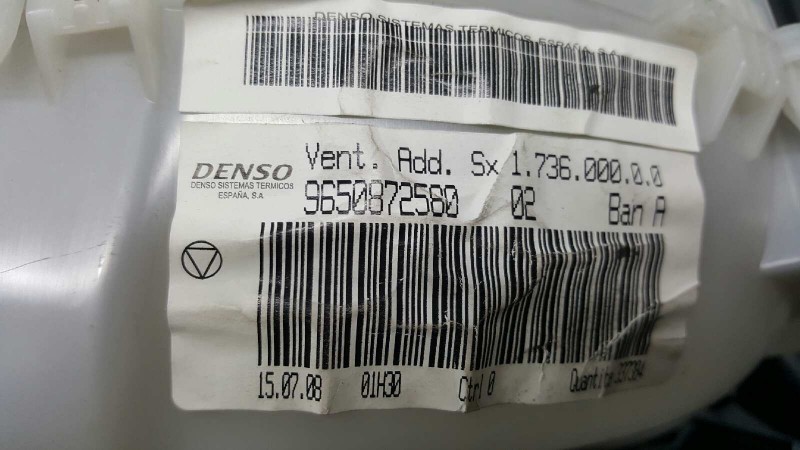 DENSO SISTEMAS TERMICOS ESPAÑA, S.A
DENSO
DENSO SISTEMAS TERMICOS
ESPAÑA, S.A
Vent. Add. Sx 1.736.000.0.0
9650872580 02 Ban A
15.07.08 01H30 Ctrl 0 Quantite